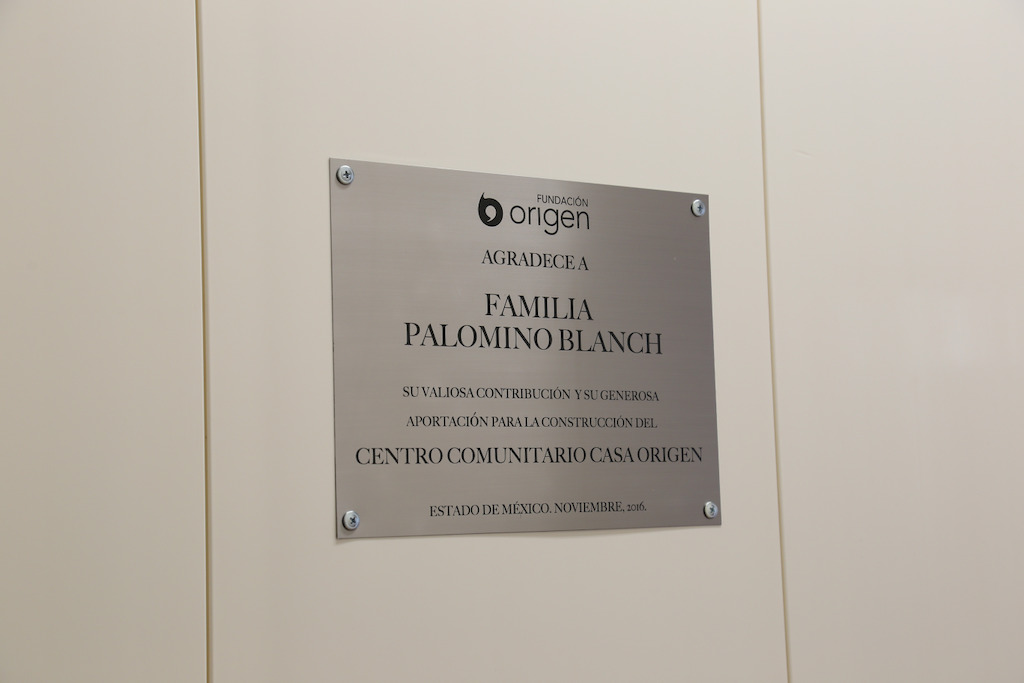 FUNDACIÓN
origen
AGRADECE A
FAMILIA
PALOMINO BLANCH
SU VALIOSA CONTRIBUCIÓN Y SU GENEROSA
APORTACIÓN PARA LA CONSTRUCCIÓN DEL
CENTRO COMUNITARIO CASA ORIGEN
ESTADO DE MÉXICO. NOVIEMBRE, 2016.